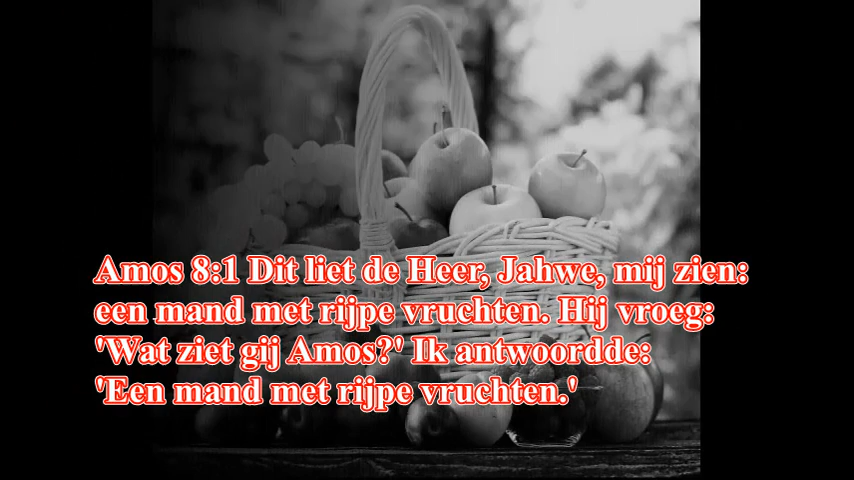 Amos 8:1 Dit liet de Heer, Jahwe, mij zien:
een mand met rijpe vruchten. Hij vroeg:
'Wat ziet gij Amos?' Ik antwoordde:
'Een mand met rijpe vruchten.'